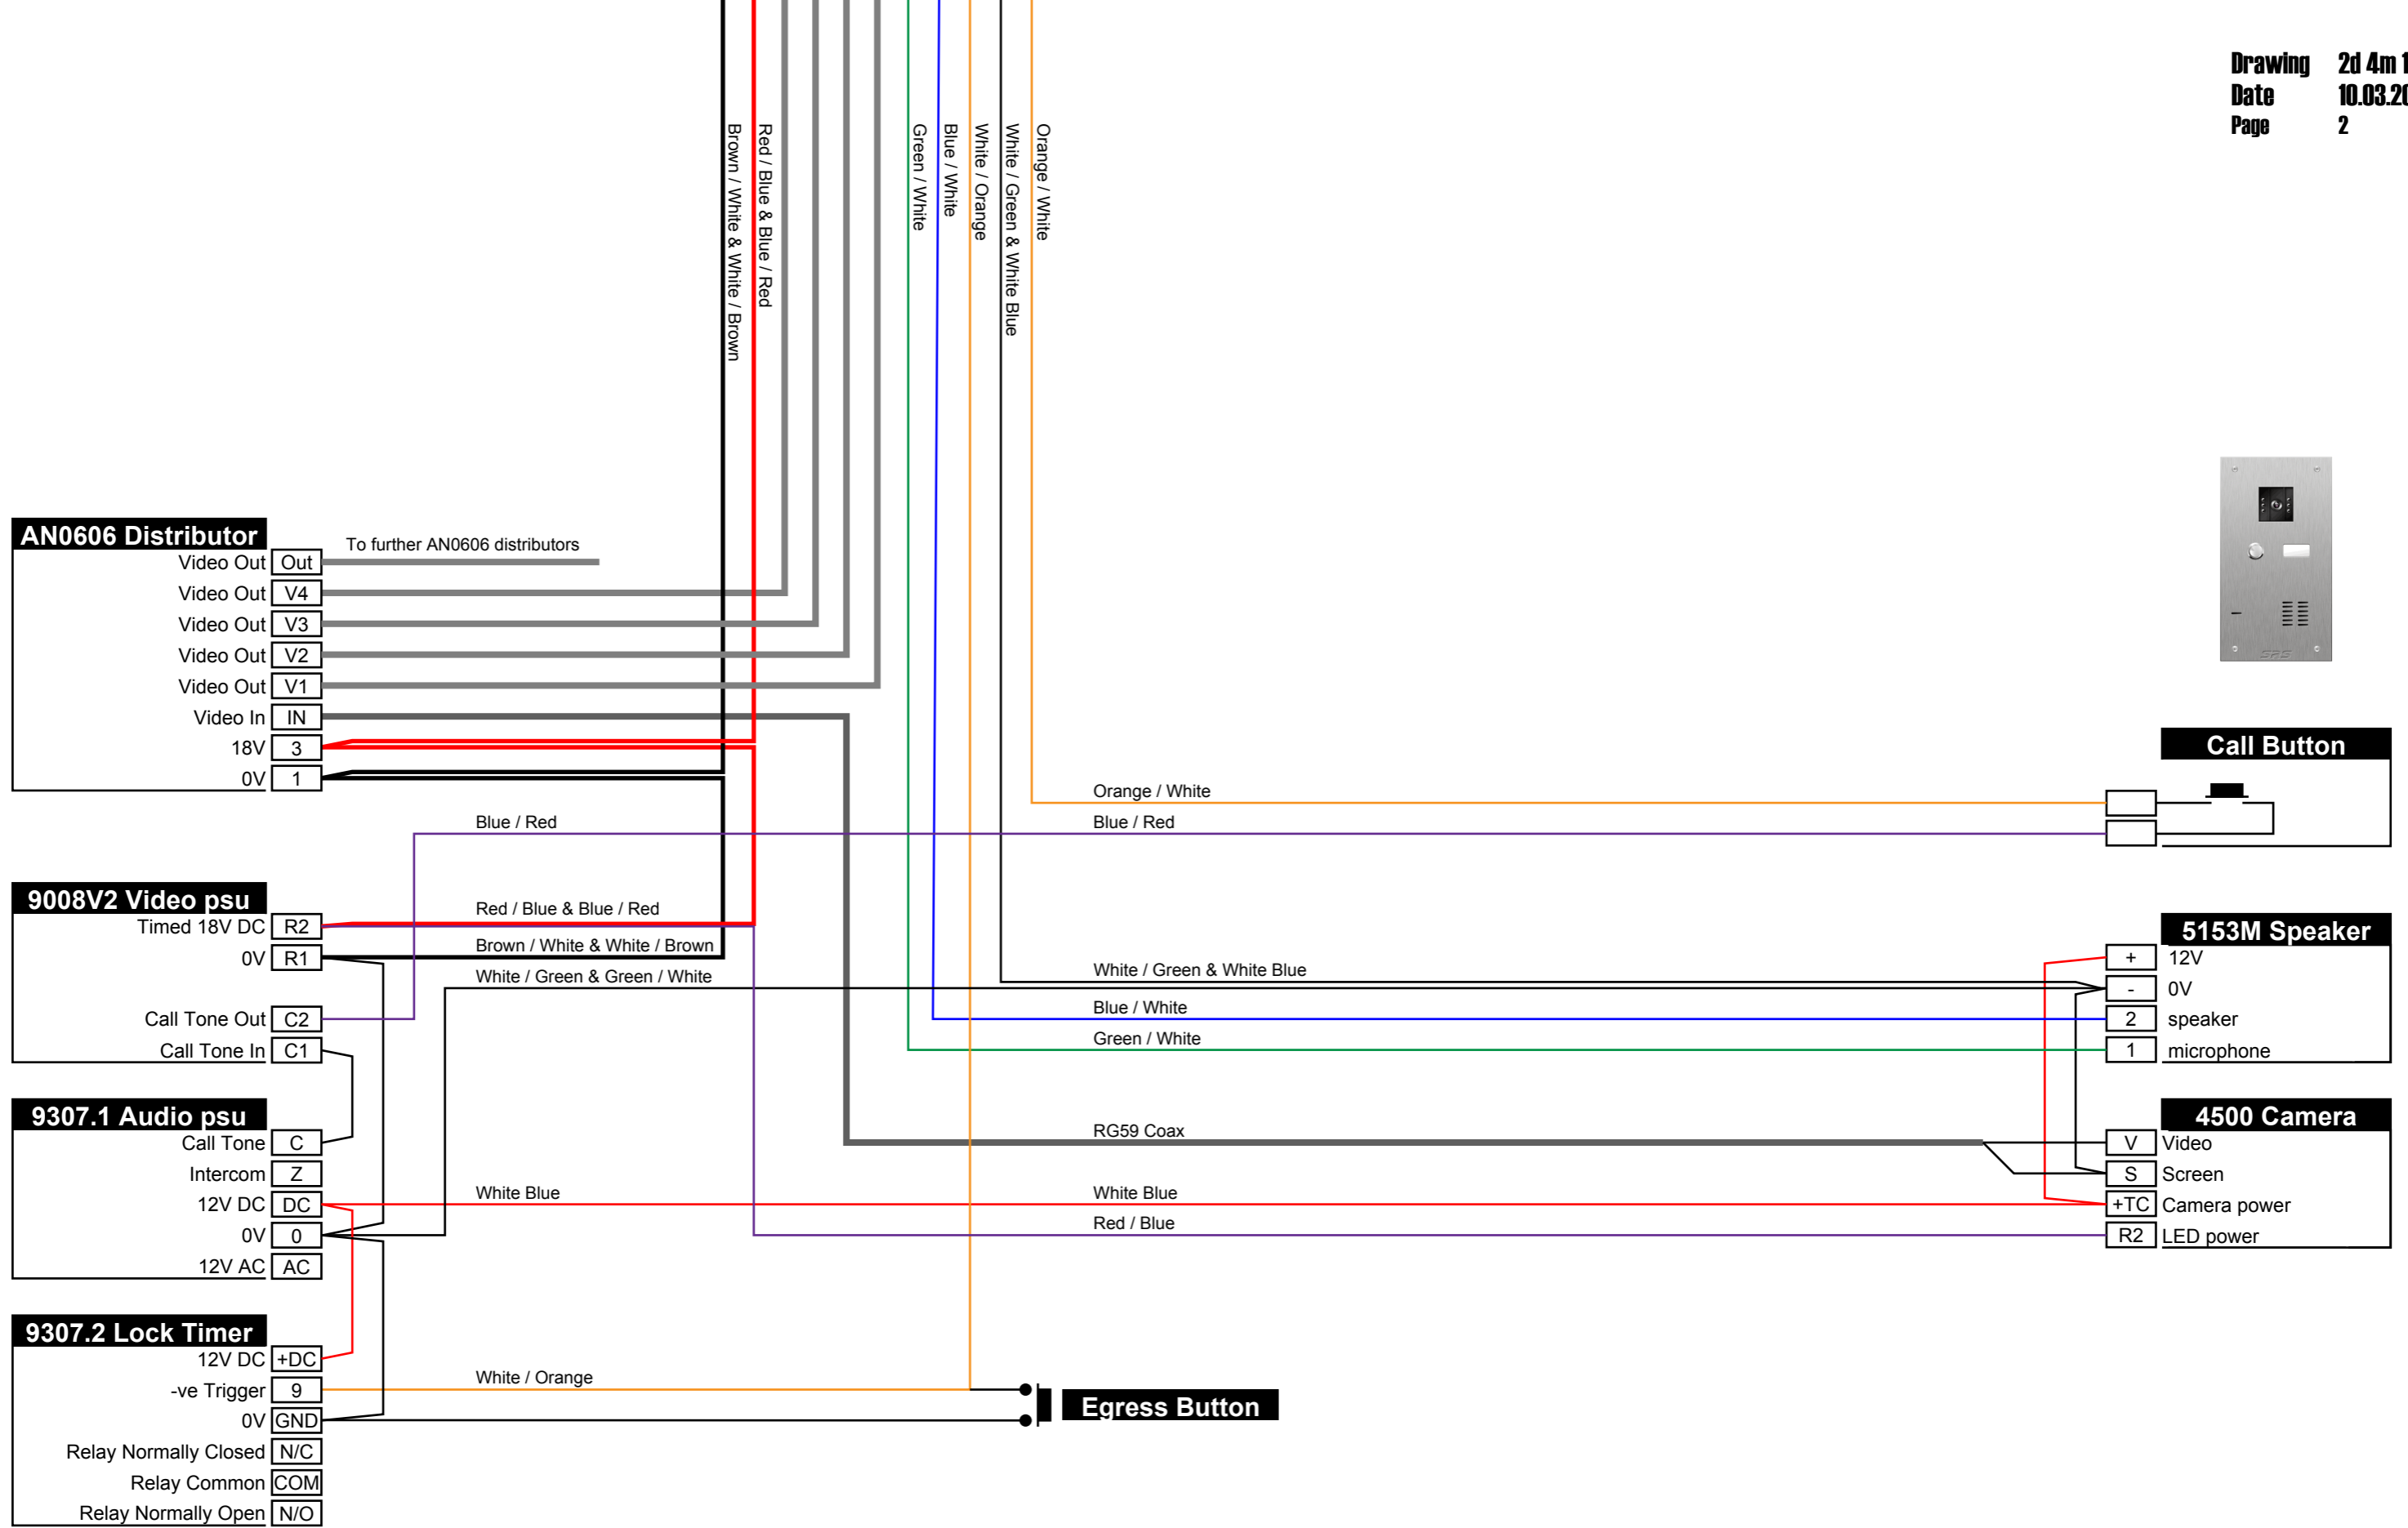 Drawing 2d 4m 1
Date 10.03.20
Page 2
Brown / White & White / Brown
Red / Blue & Blue / Red
Green / White
Blue / White
White / Orange
White / Green & White Blue
Orange / White
AN0606 Distributor
Video Out Out To further AN0606 distributors
Video Out V4
Video Out V3
Video Out V2
Video Out V1
Video In IN
18V 3
0V 1
SRS
Call Button
Orange / White
Blue / Red Blue / Red
9008V2 Video psu
Timed 18V DC R2 Red / Blue & Blue / Red
0V R1 Brown / White & White / Brown
White / Green & Green / White
Call Tone Out C2
Call Tone In C1
5153M Speaker
+ 12V
White / Green & White Blue - 0V
Blue / White 2 speaker
Green / White 1 microphone
9307.1 Audio psu
Call Tone C
Intercom Z
12V DC DC White Blue
0V 0
12V AC AC
4500 Camera
RG59 Coax V Video
S Screen
White Blue +TC Camera power
Red / Blue R2 LED power
9307.2 Lock Timer
12V DC +DC
-ve Trigger 9 White / Orange
0V GND
Relay Normally Closed N/C
Relay Common COM
Relay Normally Open N/O
Egress Button